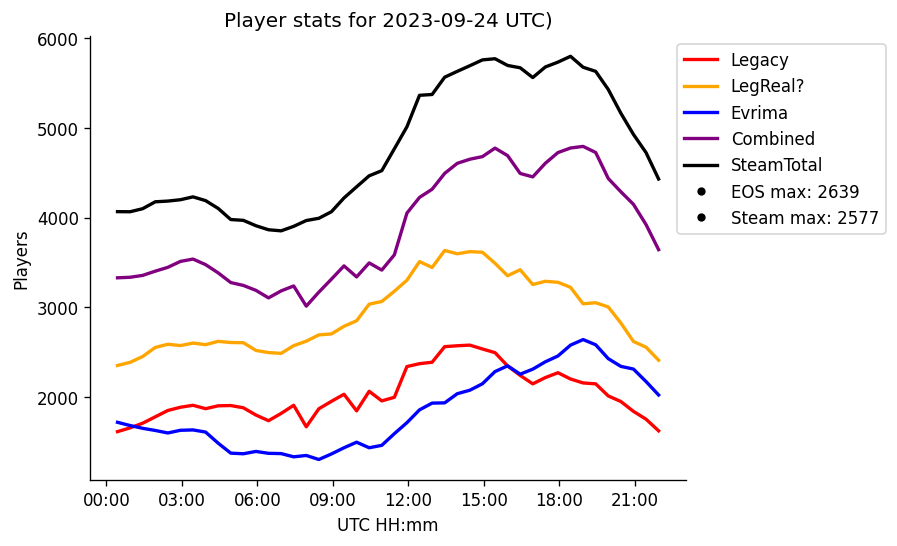 Player stats for 2023-09-24 UTC)
6000
5000
4000
3000
2000
Players
00:00
03:00
06:00
09:00
12:00
15:00
18:00
21:00
UTC HH:mm
Legacy
LegReal?
Evrima
Combined
SteamTotal
EOS max: 2639
Steam max: 2577